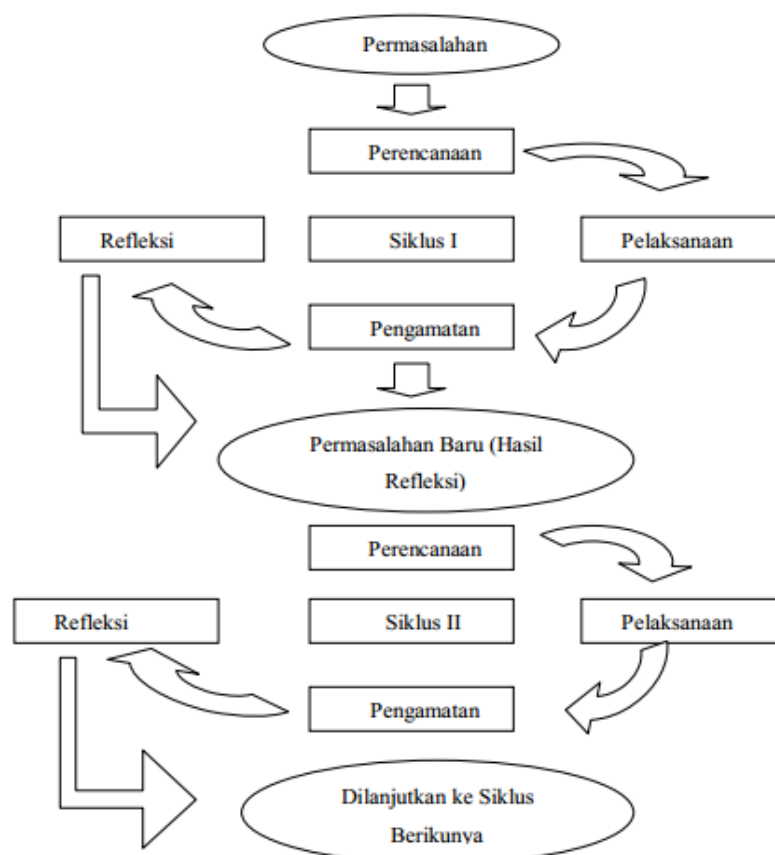 Permasalahan
Perencanaan
Refleksi
Siklus I
Pelaksanaan
Pengamatan
Permasalahan Baru (Hasil
Refleksi)
Perencanaan
Refleksi
Siklus II
Pelaksanaan
Pengamatan
Dilanjutkan ke Siklus
Berikunya